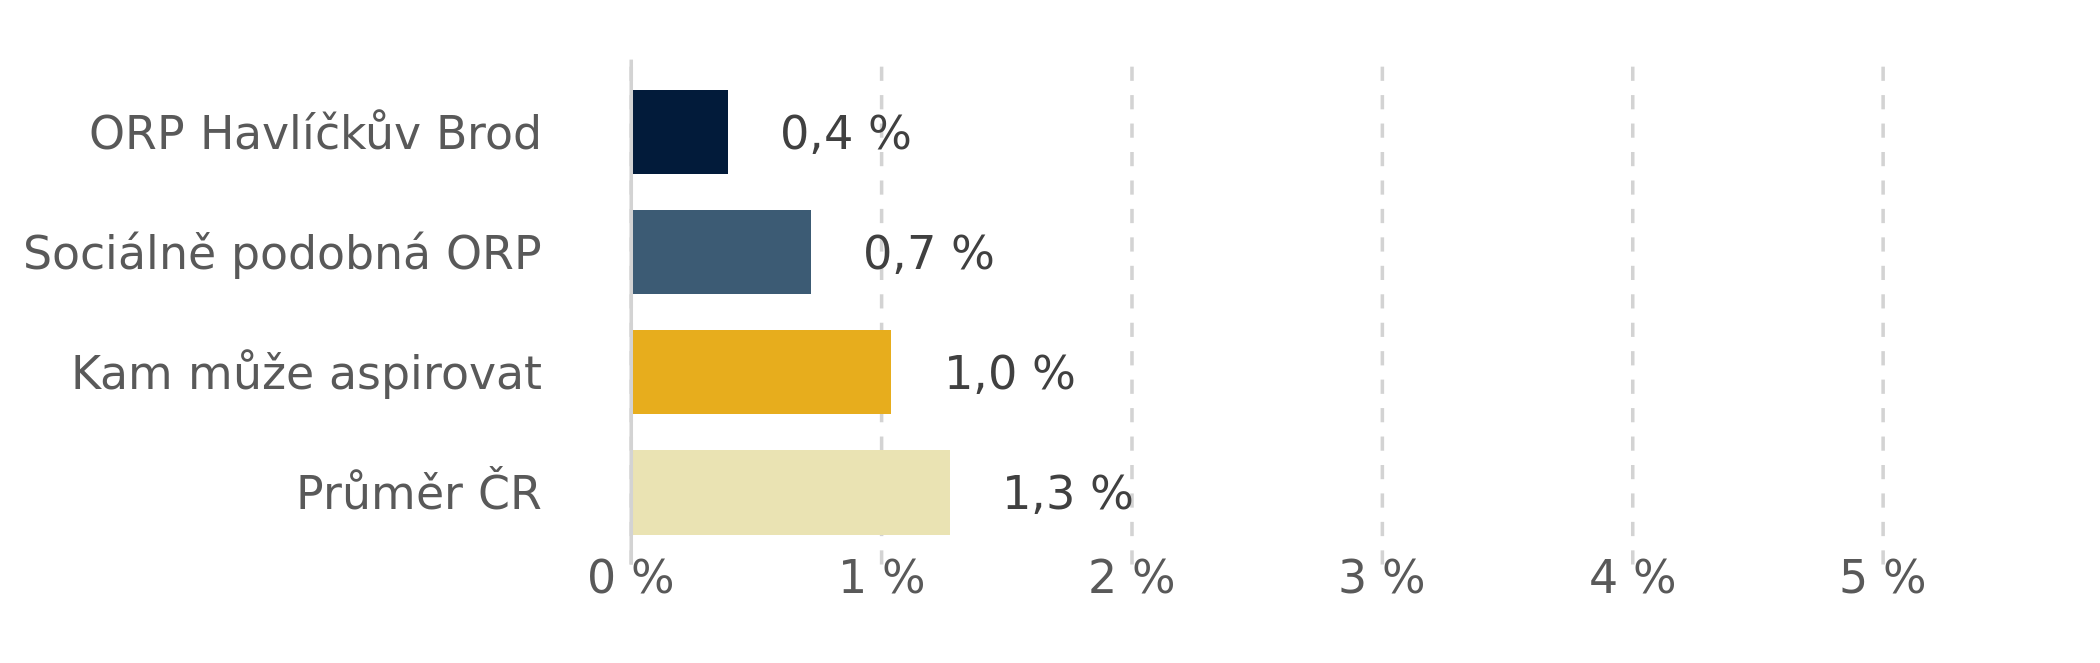 ORP Havlíčkův Brod 0,4 %
Sociálně podobná ORP 0,7 %
Kam může aspirovat 1,0 %
Průměr ČR 1,3 %
0 % 1 % 2 % 3 % 4 % 5 %